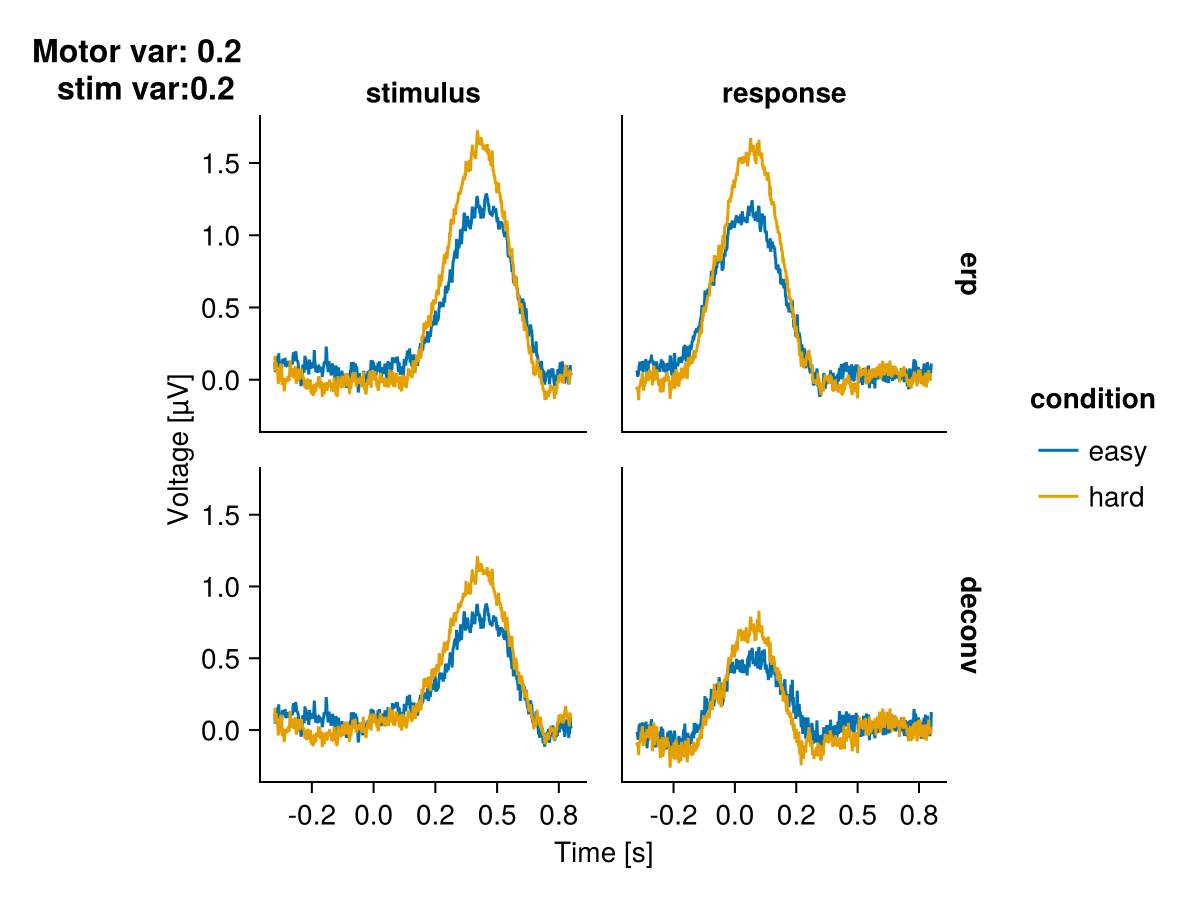 Motor var: 0.2
stim var:0.2
stimulus
response
1.5
1.0
0.5
0.0
erp
Voltage [µV]
condition
easy
hard
1.5
1.0
0.5
0.0
deconv
-0.2 0.0 0.2 0.5 0.8
-0.2 0.0 0.2 0.5 0.8
Time [s]